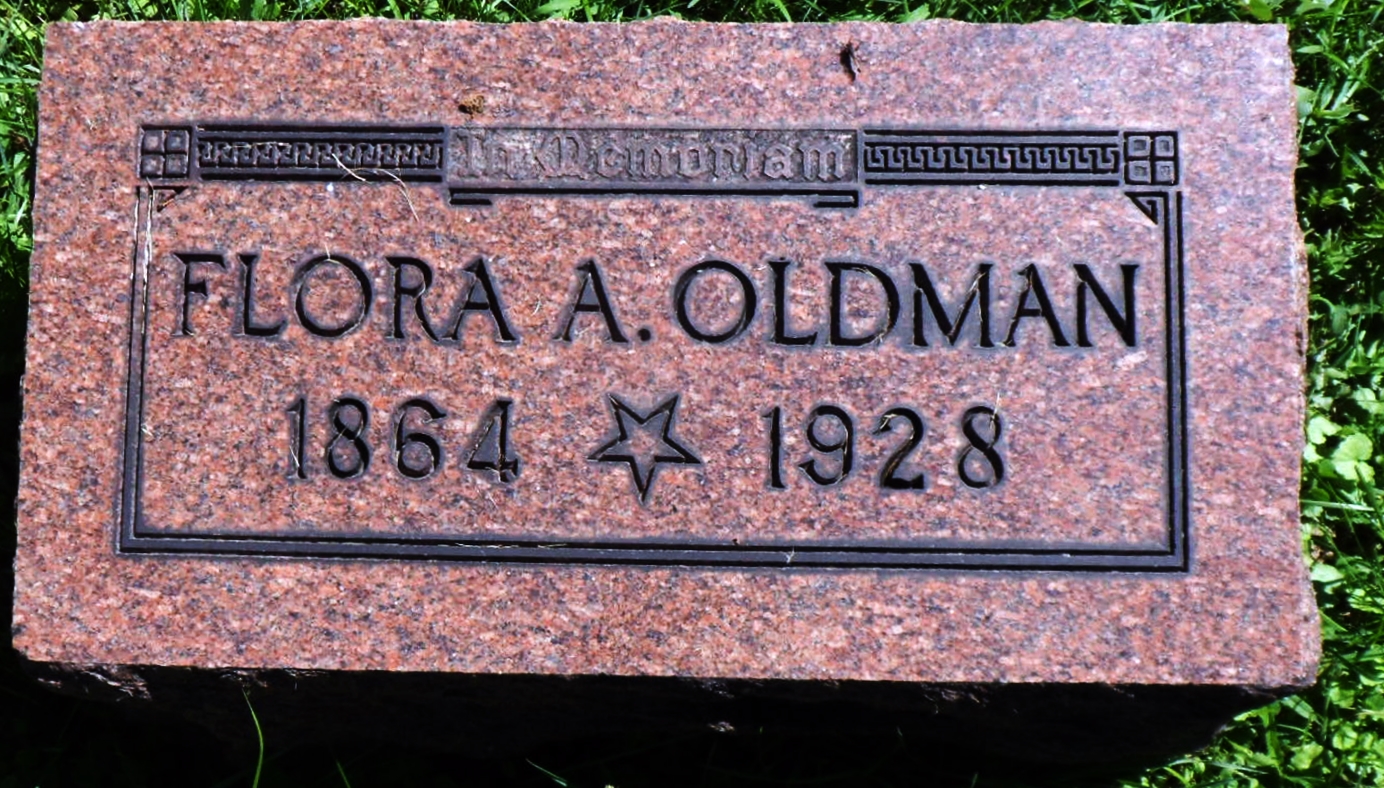 In Memoriam
FLORA A. OLDMAN
1864 ☆ 1928